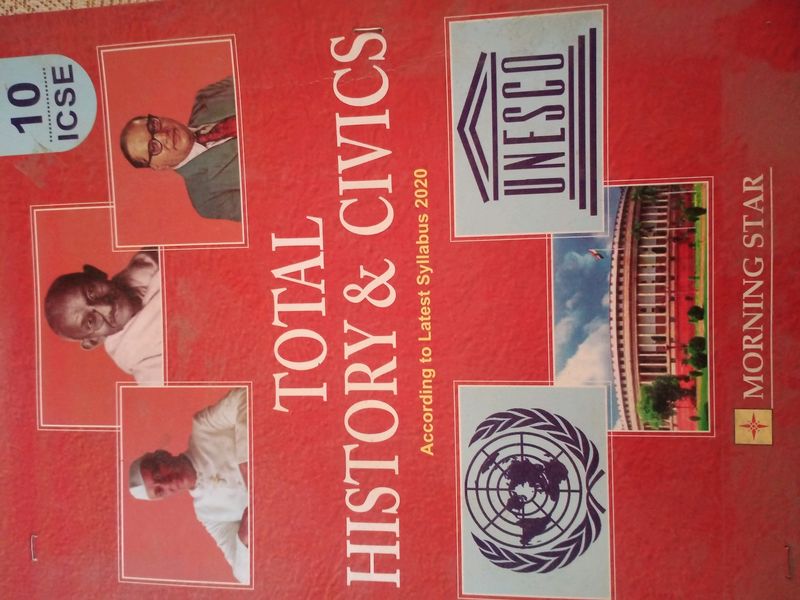 10
ICSE
TOTAL
HISTORY & CIVICS
According to Latest Syllabus 2020
UNESCO
MORNING STAR